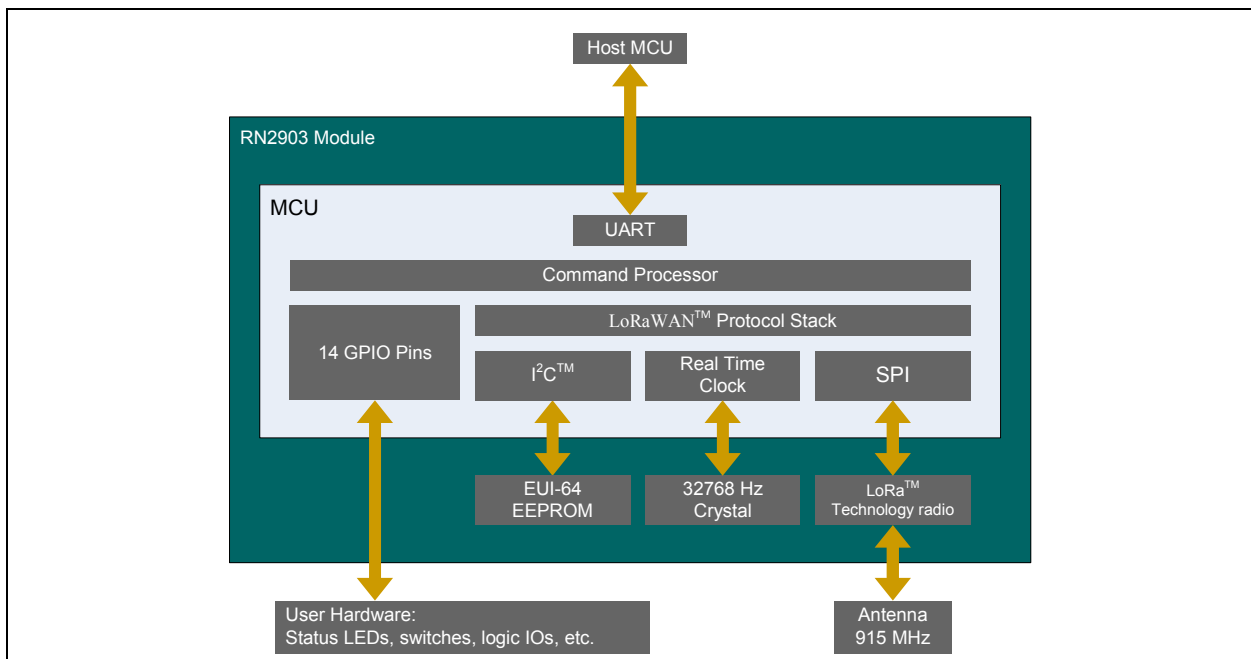 Host MCU
RN2903 Module
MCU
UART
Command Processor
14 GPIO Pins
LoRaWAN™ Protocol Stack
I²C™
Real Time
Clock
SPI
EUI-64
EEPROM
32768 Hz
Crystal
LoRa™
Technology radio
User Hardware:
Status LEDs, switches, logic IOs, etc.
Antenna
915 MHz